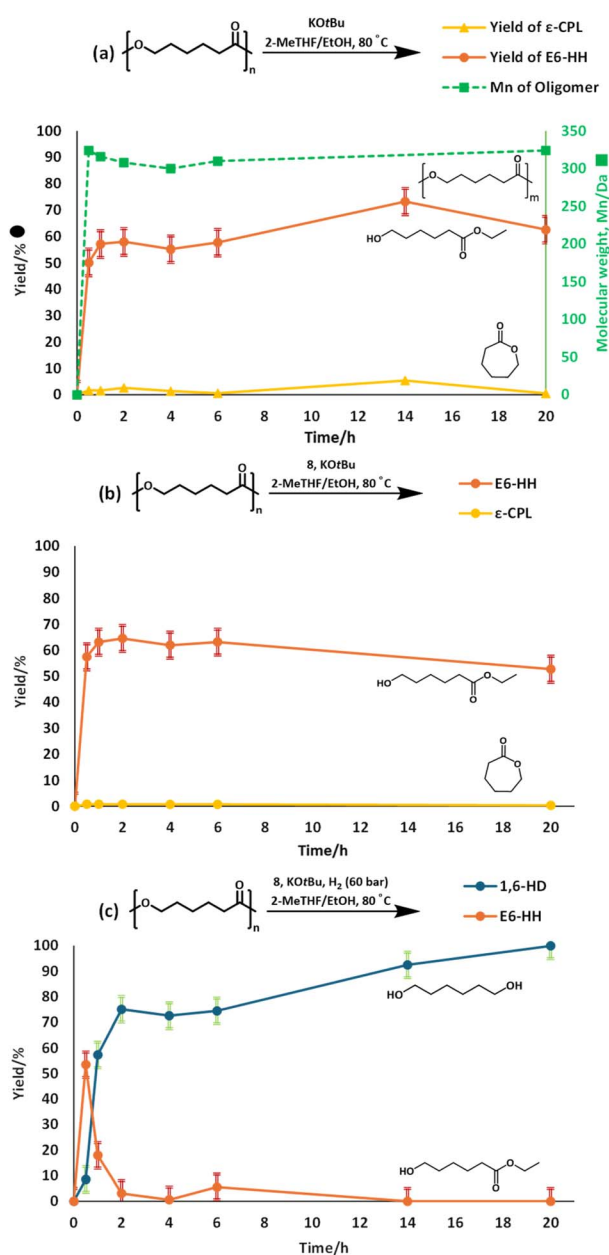 (a)
O
O
n
KOtBu
2-MeTHF/EtOH, 80 °C
Yield of ε-CPL
Yield of E6-HH
Mn of Oligomer
100
90
80
70
60
50
40
30
20
10
0
Yield/%
350
300
250
200
150
100
50
0
Molecular weight, Mn/Da
O
O
m
HO
O
O
O
O
0 2 4 6 8 10 12 14 16 18 20
Time/h
(b)
O
O
n
8, KOtBu
2-MeTHF/EtOH, 80 °C
E6-HH
ε-CPL
100
90
80
70
60
50
40
30
20
10
0
Yield/%
HO
O
O
O
O
0 2 4 6 8 10 12 14 16 18 20
Time/h
(c)
O
O
n
8, KOtBu, H2 (60 bar)
2-MeTHF/EtOH, 80 °C
1,6-HD
E6-HH
100
90
80
70
60
50
40
30
20
10
0
Yield/%
HO
OH
HO
O
O
0 2 4 6 8 10 12 14 16 18 20
Time/h